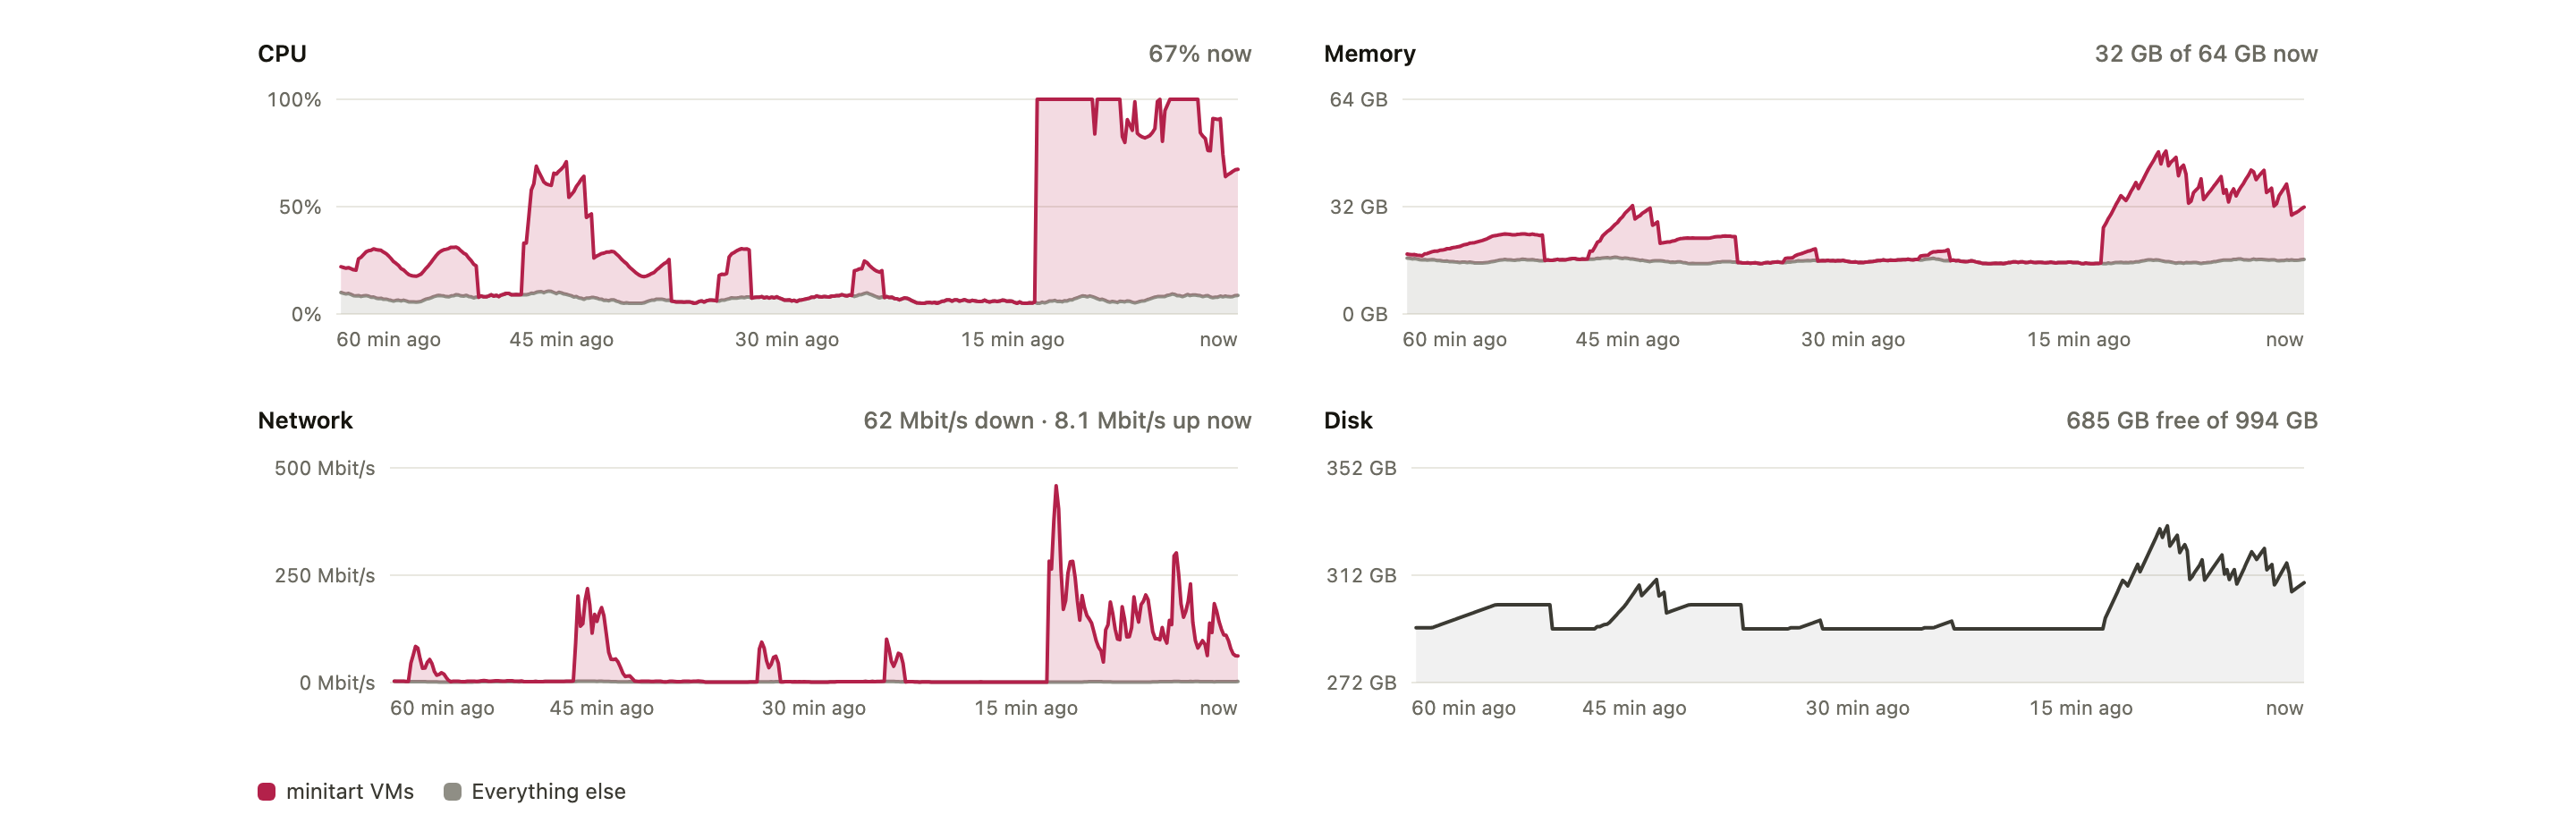 CPU
67% now
100%
50%
0%
60 min ago 45 min ago 30 min ago 15 min ago now
Memory
32 GB of 64 GB now
64 GB
32 GB
0 GB
60 min ago 45 min ago 30 min ago 15 min ago now
Network
62 Mbit/s down · 8.1 Mbit/s up now
500 Mbit/s
250 Mbit/s
0 Mbit/s
60 min ago 45 min ago 30 min ago 15 min ago now
Disk
685 GB free of 994 GB
352 GB
312 GB
272 GB
60 min ago 45 min ago 30 min ago 15 min ago now
minitart VMs Everything else